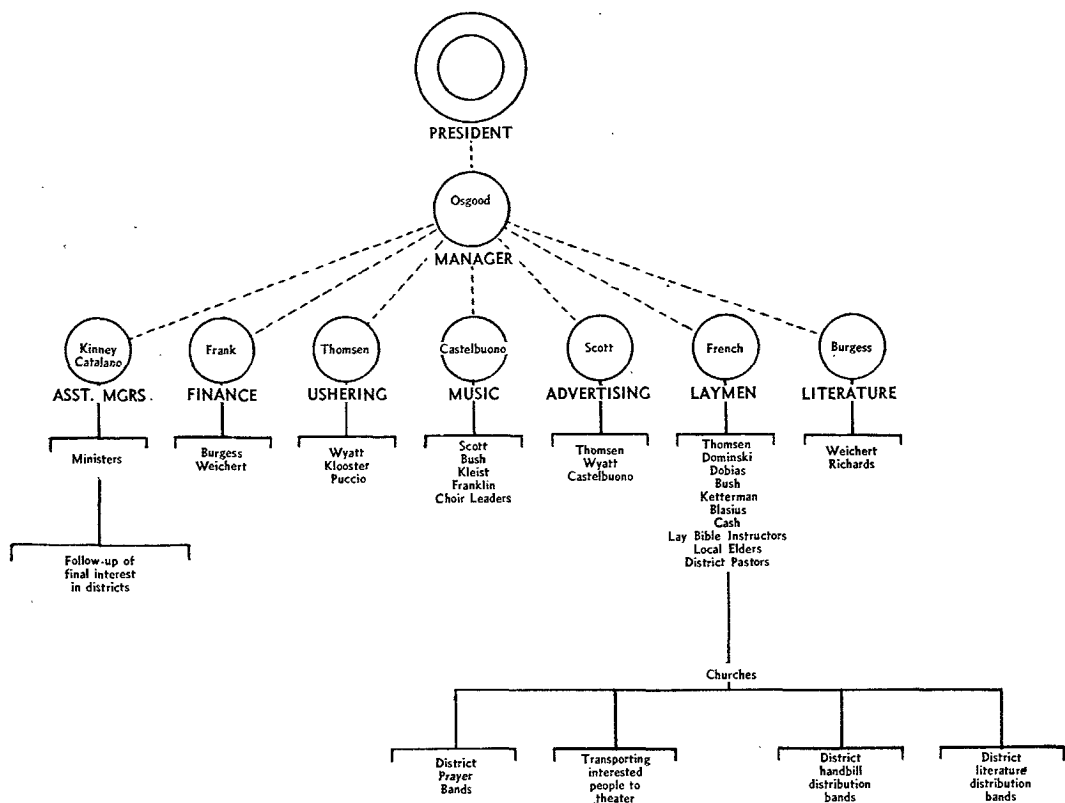 PRESIDENT
Osgood
MANAGER
Kinney
Catalano
ASST. MGRS.
Frank
FINANCE
Thomsen
USHERING
Castelbuono
MUSIC
Scott
ADVERTISING
French
LAYMEN
Burgess
LITERATURE
Ministers
Burgess
Weichert
Wyatt
Klooster
Puccio
Scott
Bush
Kleist
Franklin
Choir Leaders
Thomsen
Wyatt
Castelbuono
Thomsen
Dominski
Dobias
Bush
Ketterman
Blasius
Cash
Lay Bible Instructors
Local Elders
District Pastors
Weichert
Richards
Follow-up of
final interest
in districts
Churches
District
Prayer
Bands
Transporting
interested
people to
theater
District
handbill
distribution
bands
District
literature
distribution
bands